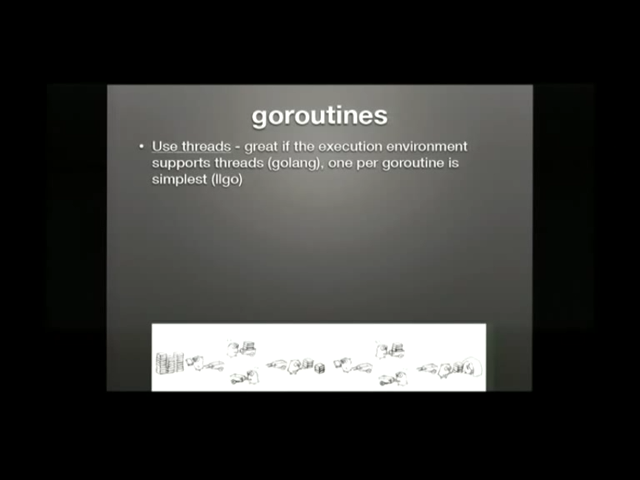 goroutines
• Use threads - great if the execution environment
supports threads (golang), one per goroutine is
simplest (llgo)